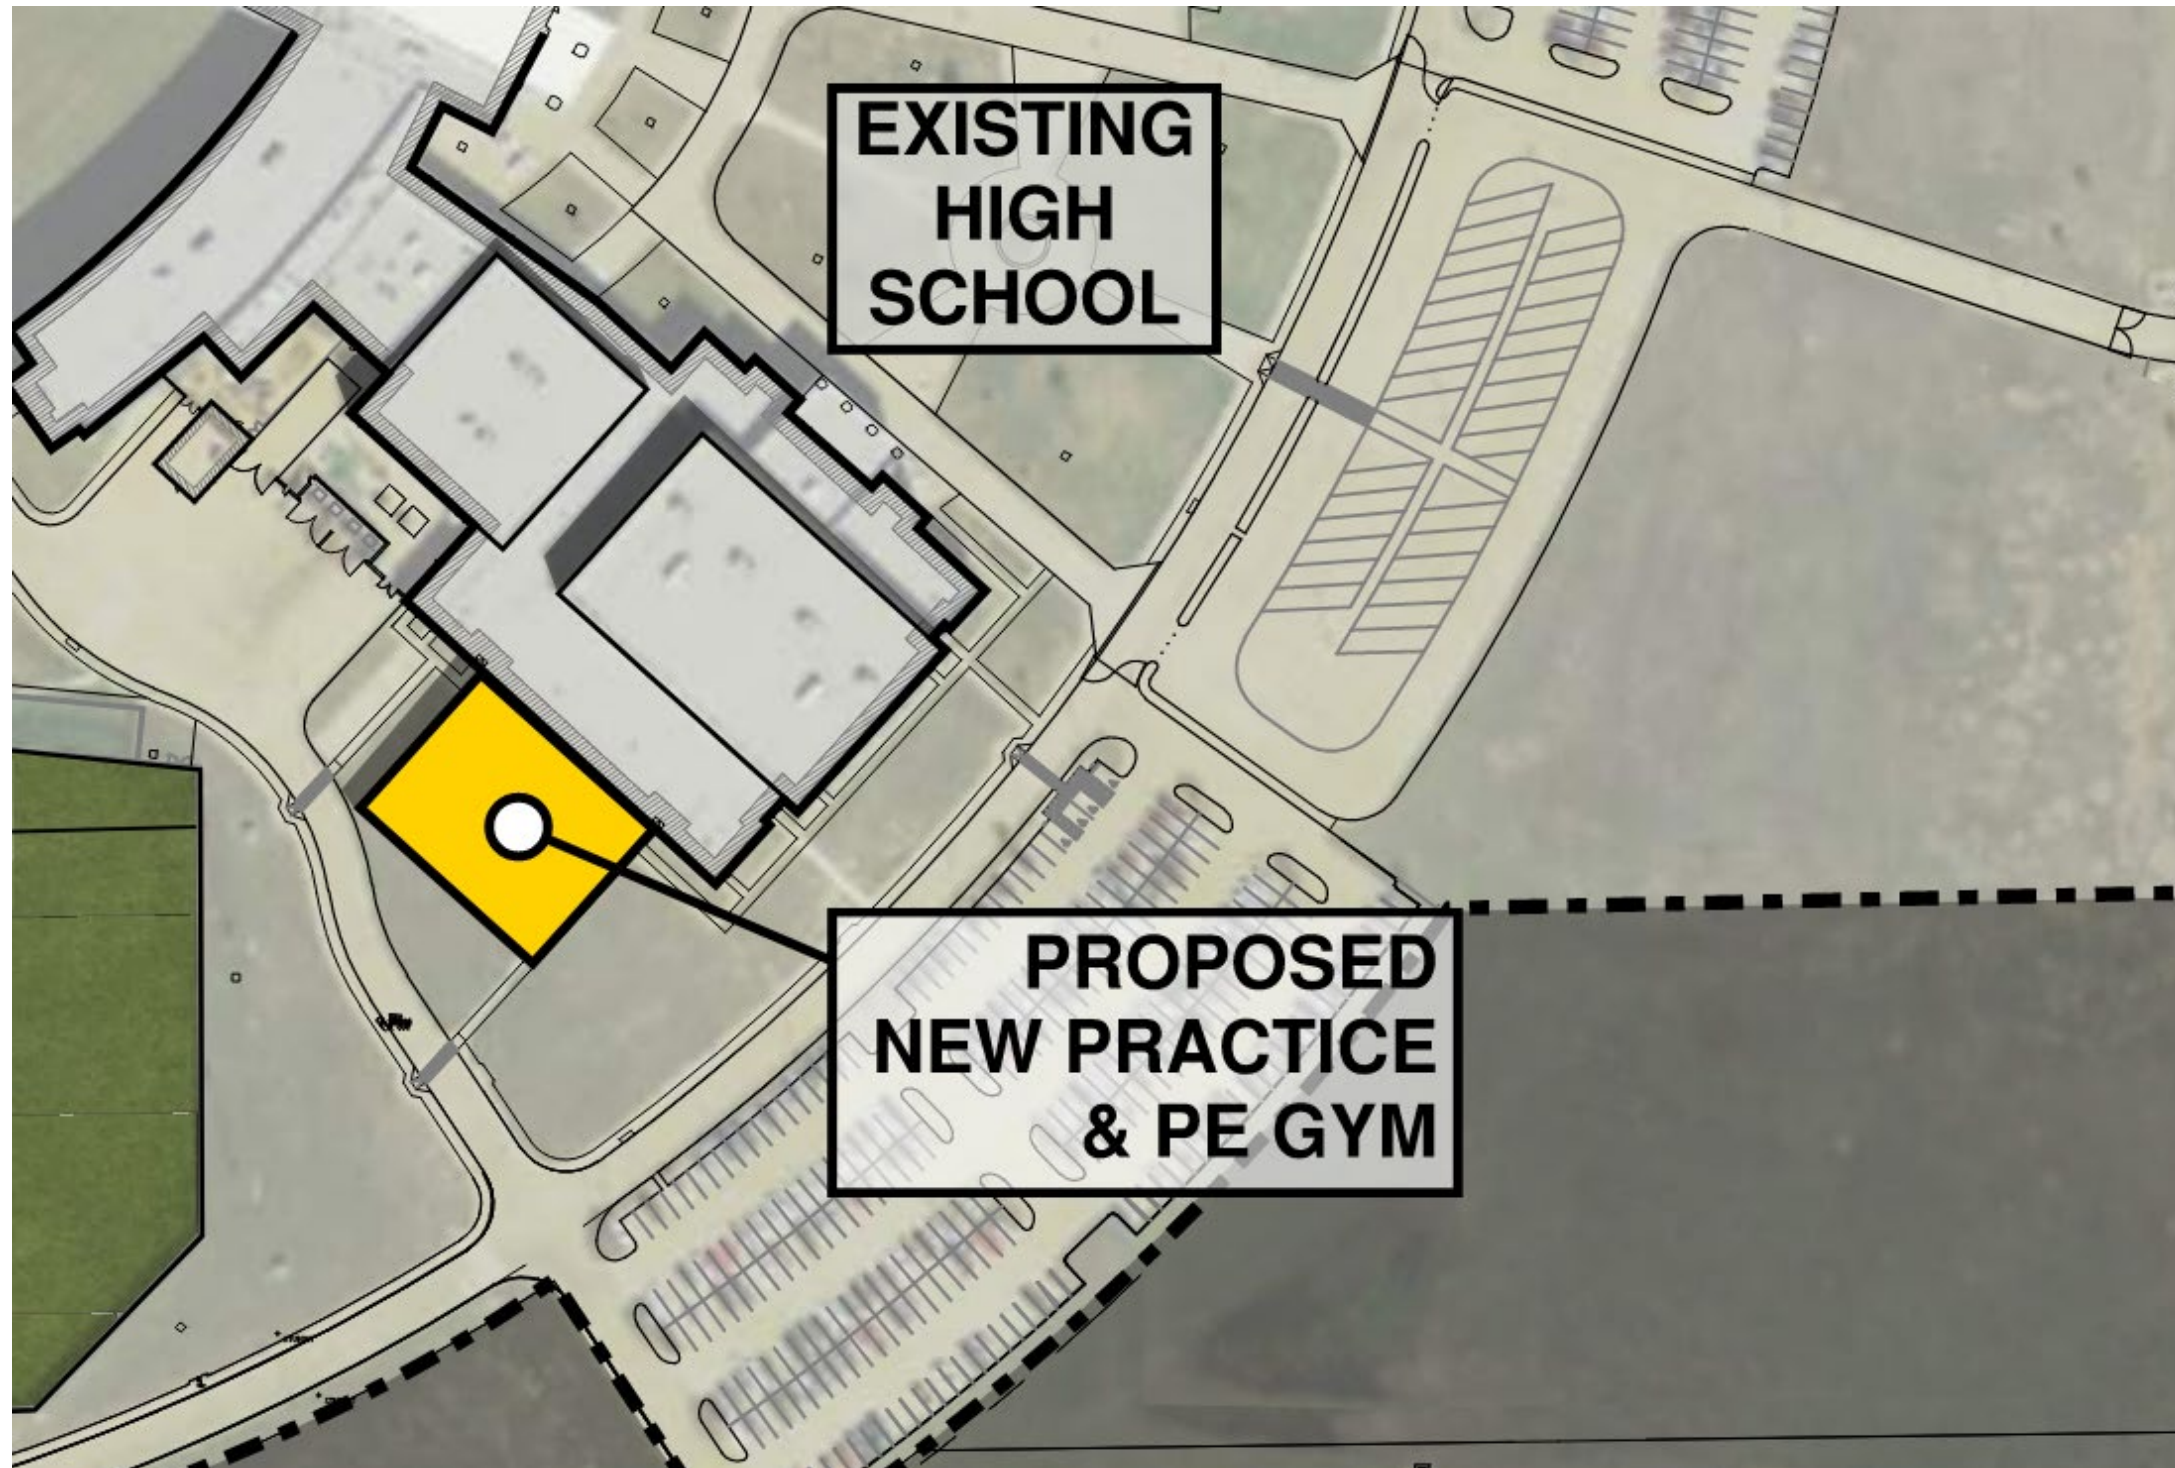 EXISTING
HIGH
SCHOOL
PROPOSED
NEW PRACTICE
& PE GYM